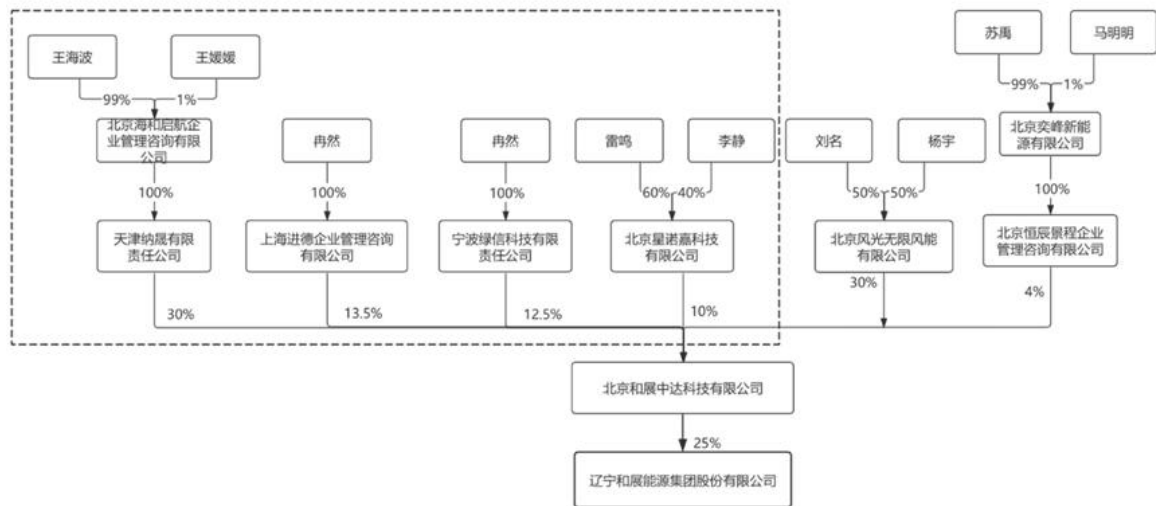 王海波
王媛媛
苏禹
马明明
99%
1%
99%
1%
北京海和启航企
业管理咨询有限
公司
冉然
冉然
雷鸣
李静
刘名
杨宇
北京奕峰新能
源有限公司
100%
100%
100%
60%
40%
50%
50%
100%
天津纳晟有限
责任公司
上海进德企业管理咨询
有限公司
宁波绿信科技有限
责任公司
北京星诺嘉科技
有限公司
北京风光无限风能
有限公司
北京恒辰景程企业
管理咨询有限公司
30%
13.5%
12.5%
10%
30%
4%
北京和展中达科技有限公司
25%
辽宁和展能源集团股份有限公司